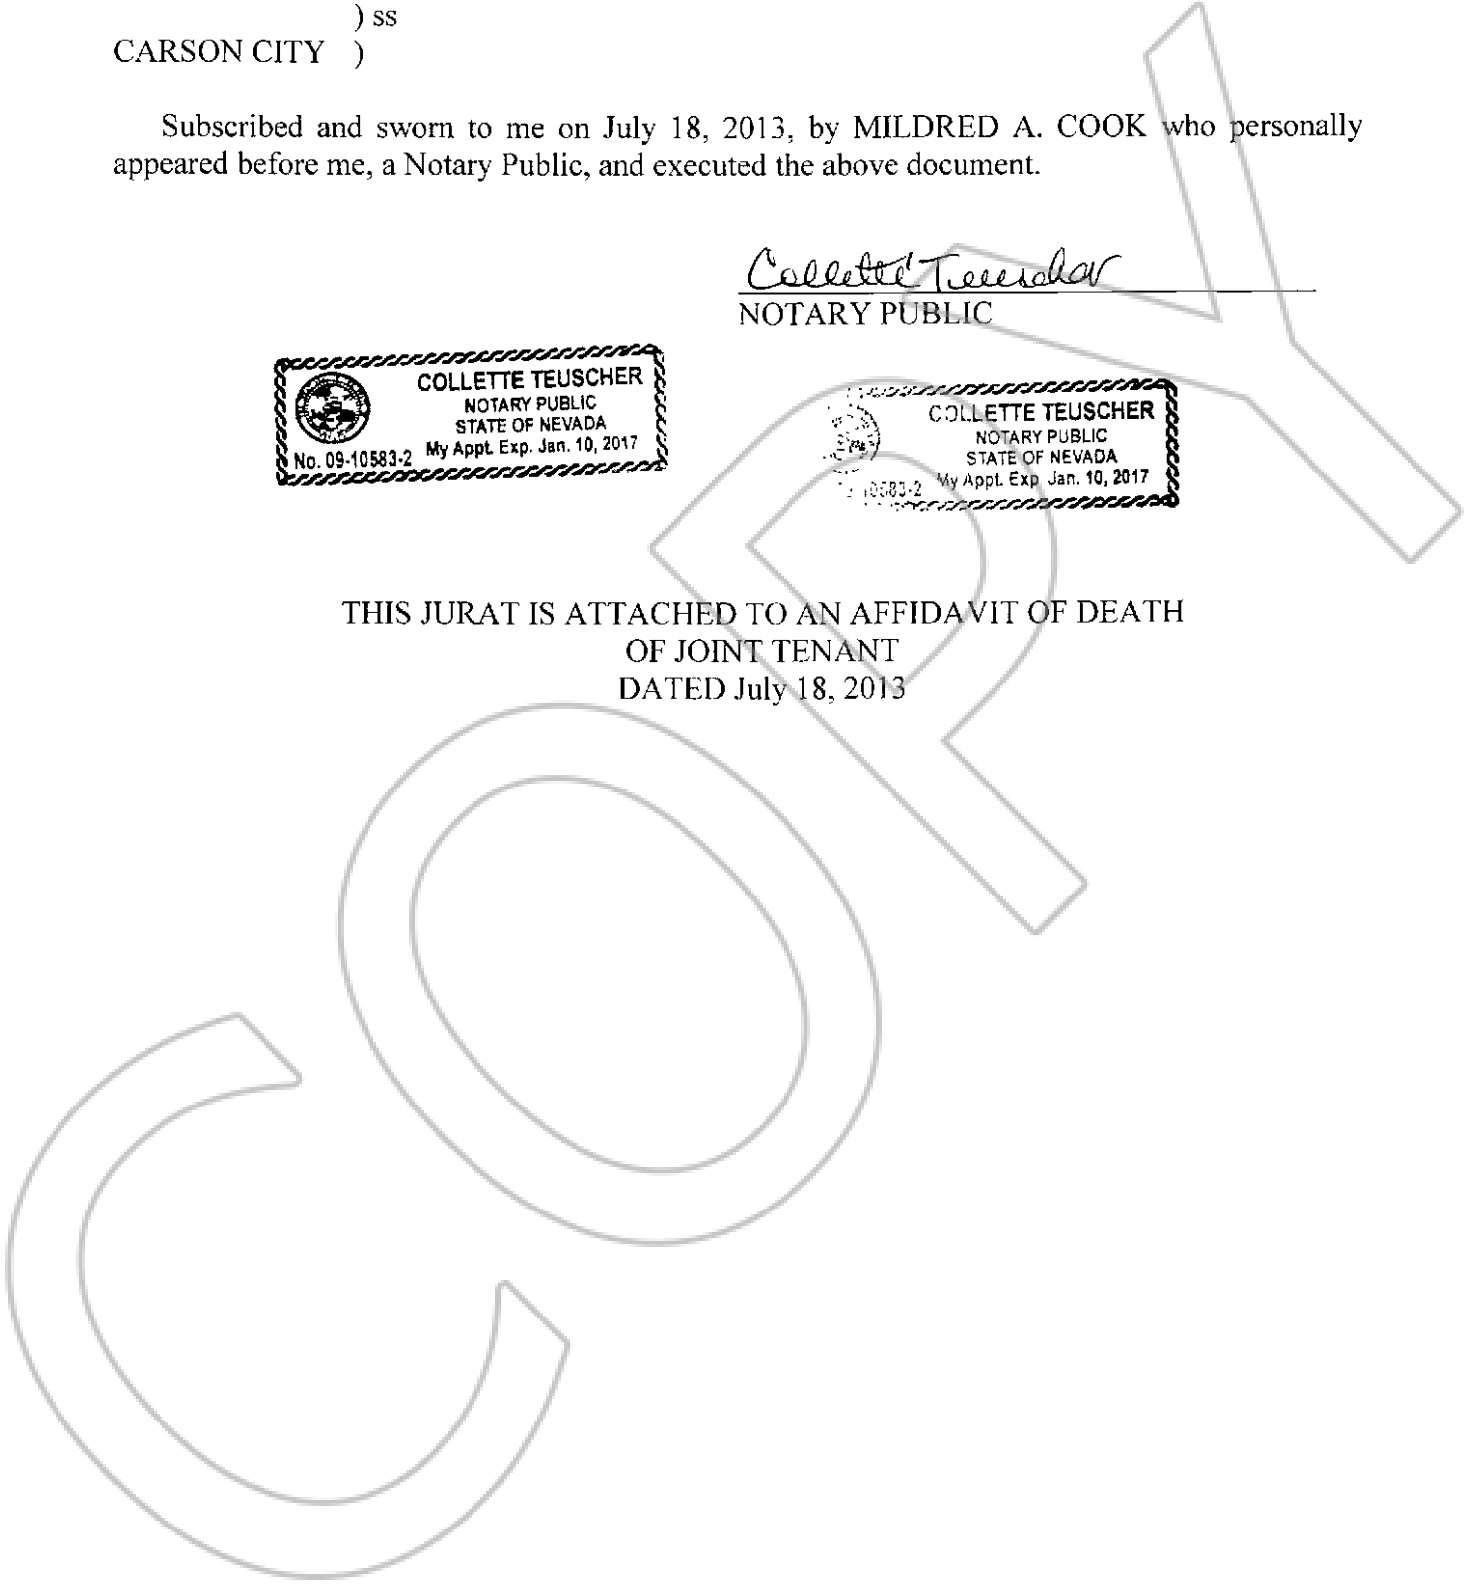 ) ss
CARSON CITY )
Subscribed and sworn to me on July 18, 2013, by MILDRED A. COOK who personally
appeared before me, a Notary Public, and executed the above document.
Collette Teuscher
NOTARY PUBLIC
COLLETTE TEUSCHER
NOTARY PUBLIC
STATE OF NEVADA
My Appt. Exp. Jan. 10, 2017
No. 09-10583-2
COLLETTE TEUSCHER
NOTARY PUBLIC
STATE OF NEVADA
My Appt. Exp. Jan. 10, 2017
10583-2
THIS JURAT IS ATTACHED TO AN AFFIDAVIT OF DEATH
OF JOINT TENANT
DATED July 18, 2013
COPY